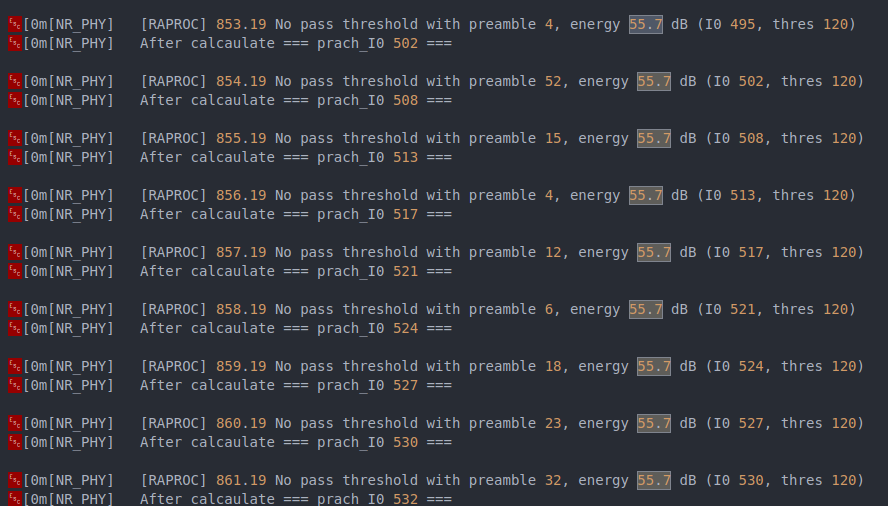 [0m[NR_PHY] [RAPROC] 853.19 No pass threshold with preamble 4, energy 55.7 dB (I0 495, thres 120)
[0m[NR_PHY] After calcaulate === prach_I0 502 ===
[0m[NR_PHY] [RAPROC] 854.19 No pass threshold with preamble 52, energy 55.7 dB (I0 502, thres 120)
[0m[NR_PHY] After calcaulate === prach_I0 508 ===
[0m[NR_PHY] [RAPROC] 855.19 No pass threshold with preamble 15, energy 55.7 dB (I0 508, thres 120)
[0m[NR_PHY] After calcaulate === prach_I0 513 ===
[0m[NR_PHY] [RAPROC] 856.19 No pass threshold with preamble 4, energy 55.7 dB (I0 513, thres 120)
[0m[NR_PHY] After calcaulate === prach_I0 517 ===
[0m[NR_PHY] [RAPROC] 857.19 No pass threshold with preamble 12, energy 55.7 dB (I0 517, thres 120)
[0m[NR_PHY] After calcaulate === prach_I0 521 ===
[0m[NR_PHY] [RAPROC] 858.19 No pass threshold with preamble 6, energy 55.7 dB (I0 521, thres 120)
[0m[NR_PHY] After calcaulate === prach_I0 524 ===
[0m[NR_PHY] [RAPROC] 859.19 No pass threshold with preamble 18, energy 55.7 dB (I0 524, thres 120)
[0m[NR_PHY] After calcaulate === prach_I0 527 ===
[0m[NR_PHY] [RAPROC] 860.19 No pass threshold with preamble 23, energy 55.7 dB (I0 527, thres 120)
[0m[NR_PHY] After calcaulate === prach_I0 530 ===
[0m[NR_PHY] [RAPROC] 861.19 No pass threshold with preamble 32, energy 55.7 dB (I0 530, thres 120)
[0m[NR_PHY] After calcaulate === prach I0 532 ===